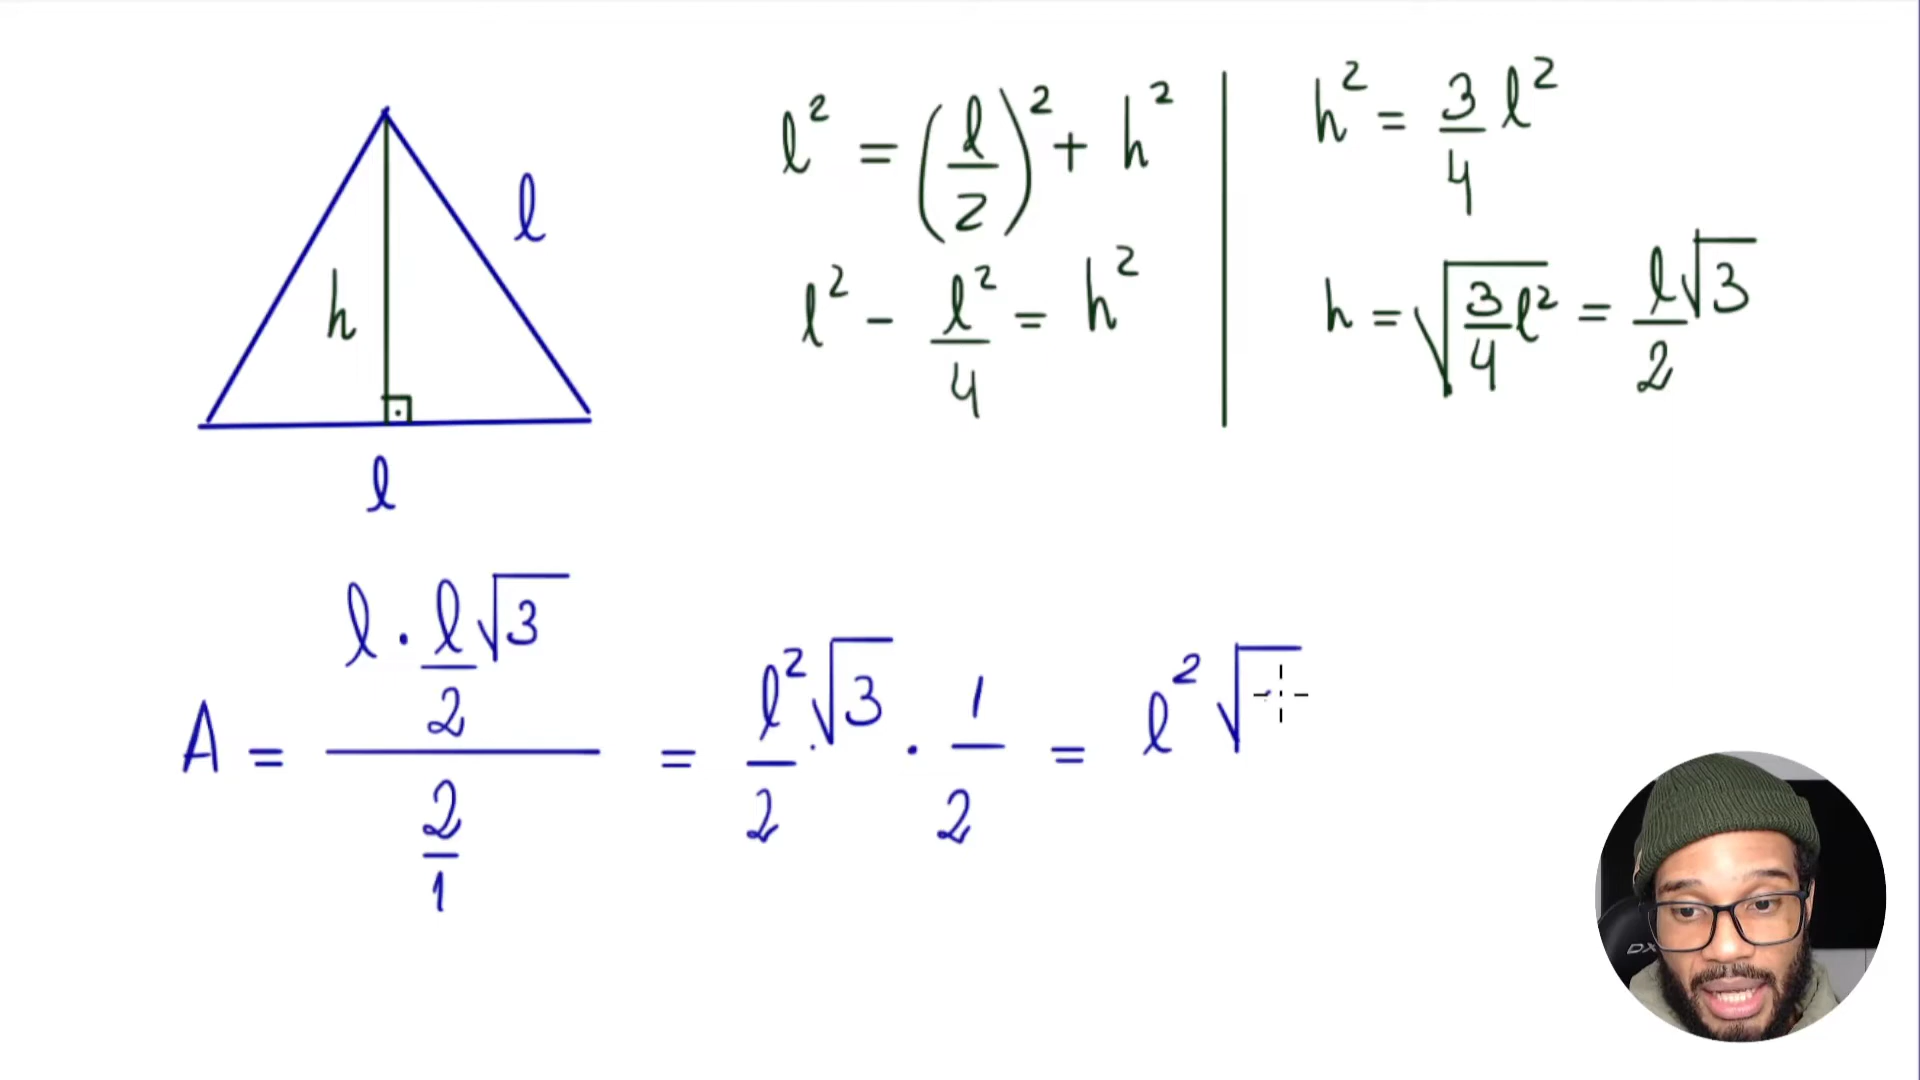 l
h
l
l² = (l/2)² + h²
l² - l²/4 = h²
h² = 3/4 l²
h = √(3/4 l²) = l/2 √3
A = (l · l/2 √3)/(2/1) = l²/2 · √3 · 1/2 = l² √
DX